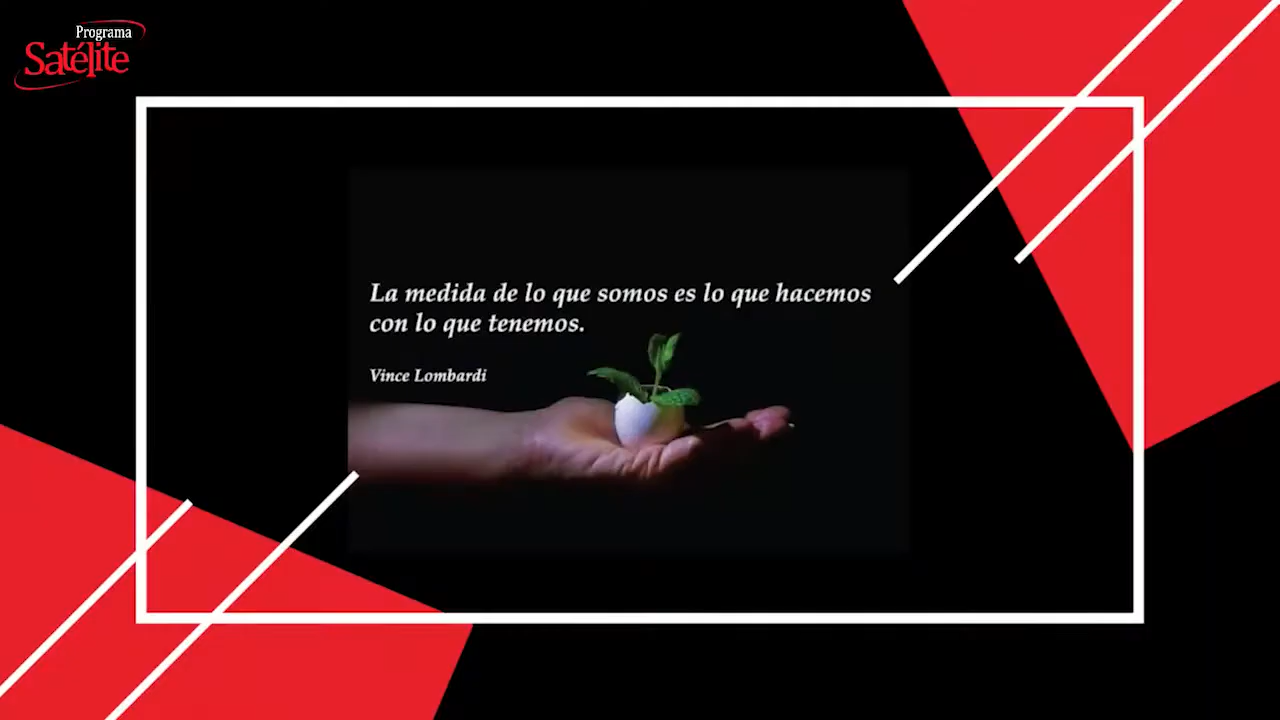 Programa
Satélite
La medida de lo que somos es lo que hacemos
con lo que tenemos.
Vince Lombardi